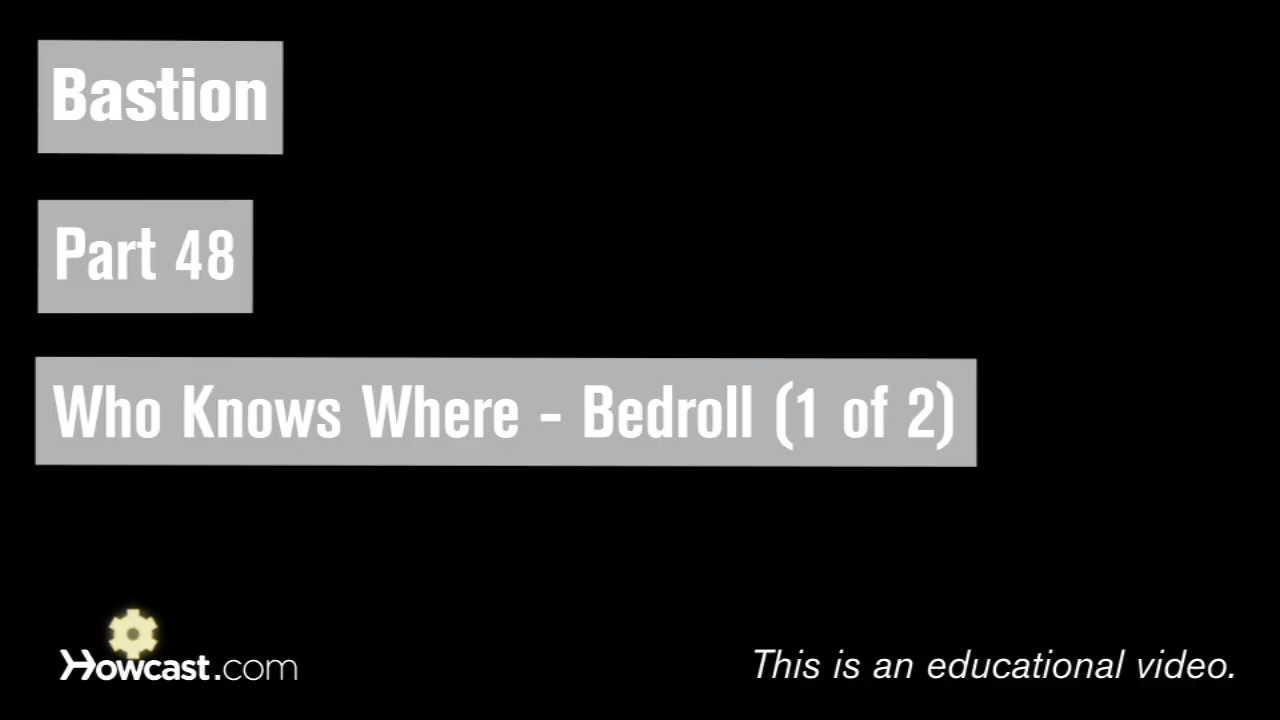 Bastion
Part 48
Who Knows Where - Bedroll (1 of 2)
Howcast.com
This is an educational video.